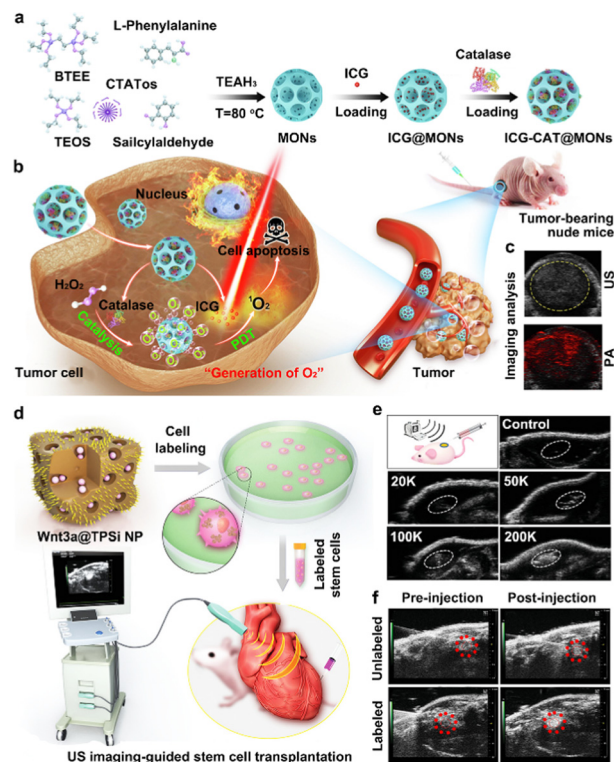 a
L-Phenylalanine
BTEE
CTATos
TEOS
Sailcylaldehyde
TEAH₃
T=80 °C
MONs
ICG
Loading
ICG@MONs
Catalase
Loading
ICG-CAT@MONs
b
Nucleus
Cell apoptosis
H₂O₂
Catalase
ICG
¹O₂
Catalysis
PDT
Tumor cell
"Generation of O₂"
Tumor
Tumor-bearing
nude mice
c
Imaging analysis
US
PA
d
Cell
labeling
Wnt3a@TPSi NP
Labeled
stem cells
US imaging-guided stem cell transplantation
e
Control
20K
50K
100K
200K
f
Pre-injection
Post-injection
Unlabeled
Labeled